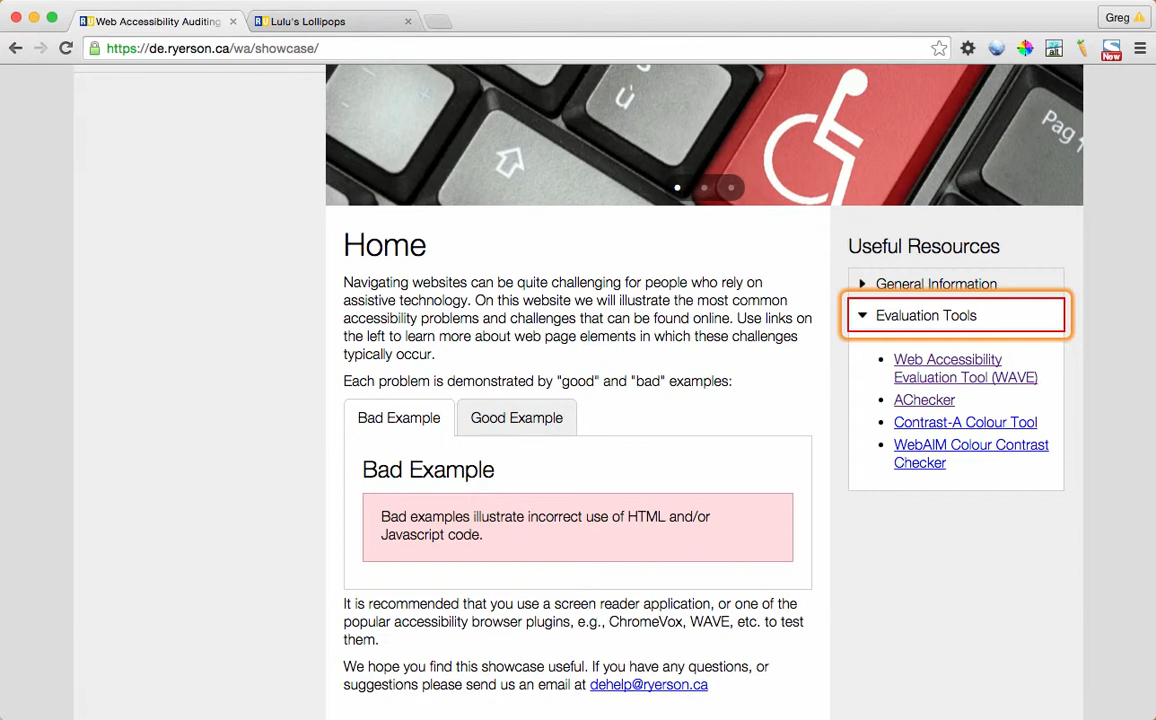 Web Accessibility Auditing
Lulu's Lollipops
Greg
https://de.ryerson.ca/wa/showcase/
alt
New
ù
Pag
Home
Navigating websites can be quite challenging for people who rely on
assistive technology. On this website we will illustrate the most common
accessibility problems and challenges that can be found online. Use links on
the left to learn more about web page elements in which these challenges
typically occur.
Each problem is demonstrated by "good" and "bad" examples:
Bad Example
Good Example
Bad Example
Bad examples illustrate incorrect use of HTML and/or
Javascript code.
It is recommended that you use a screen reader application, or one of the
popular accessibility browser plugins, e.g., ChromeVox, WAVE, etc. to test
them.
We hope you find this showcase useful. If you have any questions, or
suggestions please send us an email at dehelp@ryerson.ca
Useful Resources
General Information
Evaluation Tools
Web Accessibility
Evaluation Tool (WAVE)
AChecker
Contrast-A Colour Tool
WebAIM Colour Contrast
Checker